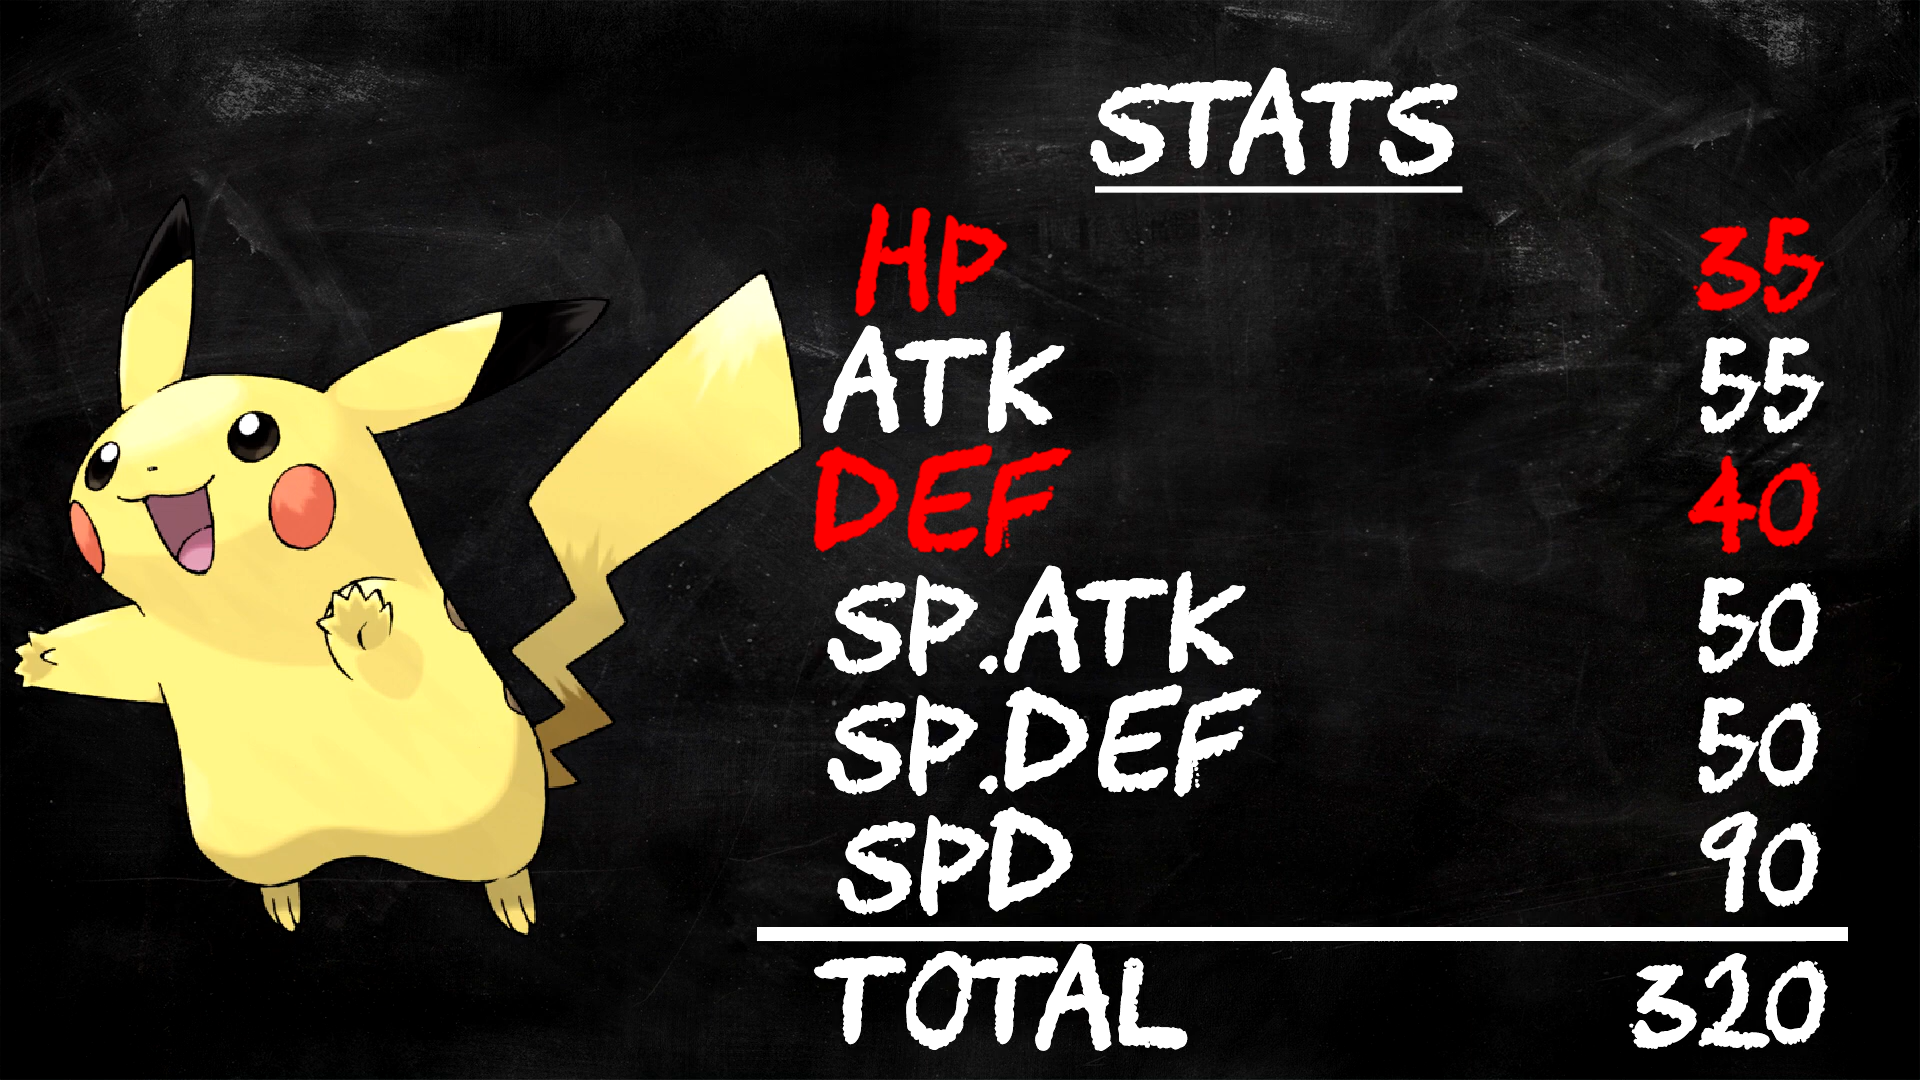 STATS
HP 35
ATK 55
DEF 40
SP.ATK 50
SP.DEF 50
SPD 90
TOTAL 320